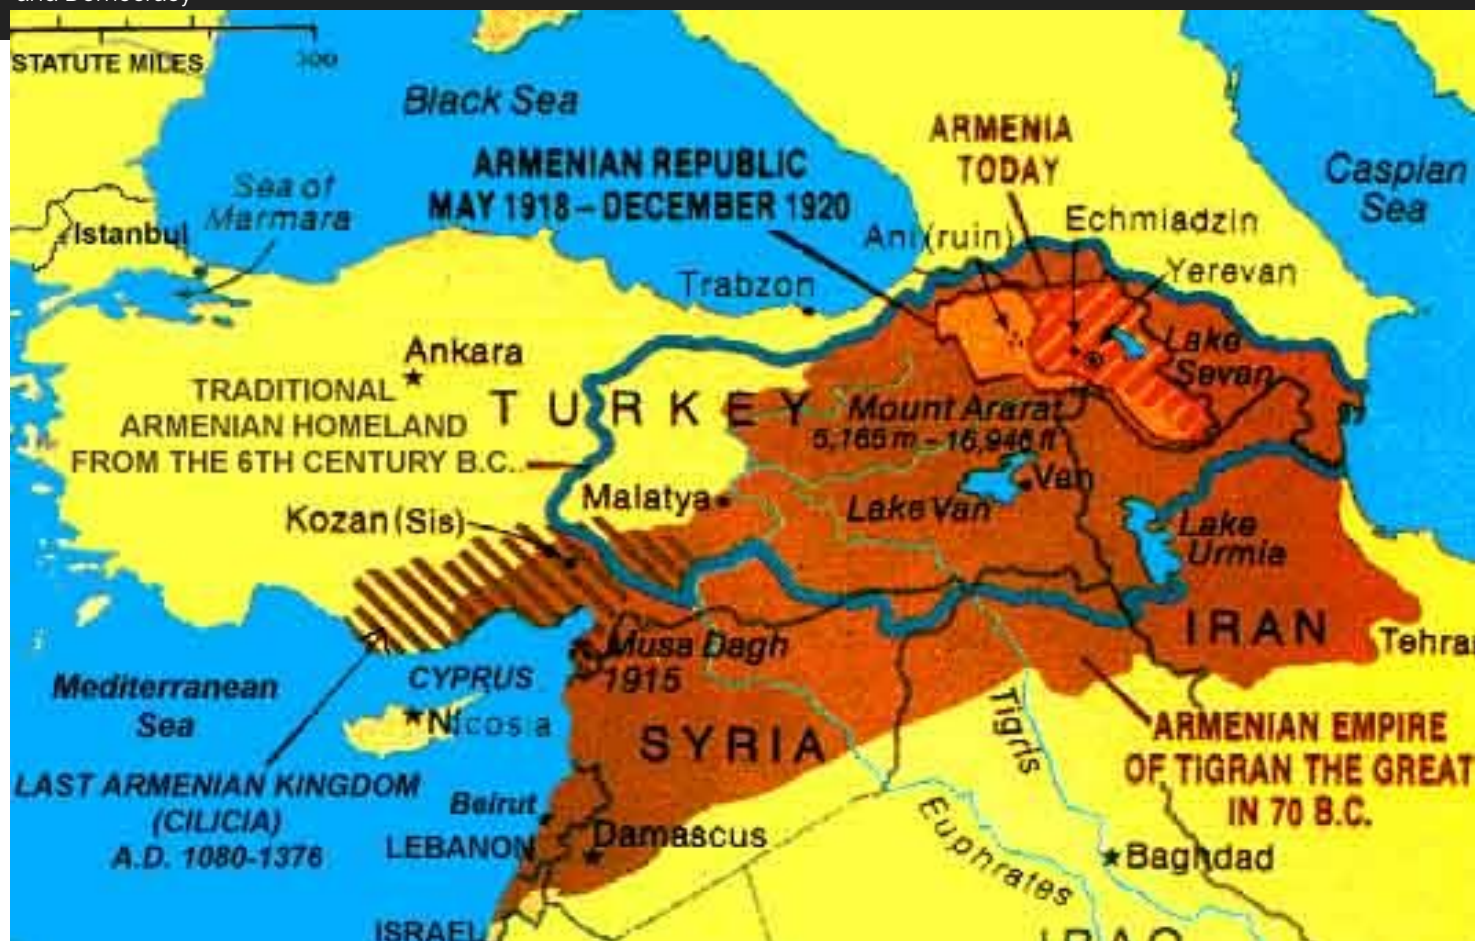 and Democracy
300
STATUTE MILES
Black Sea
ARMENIAN REPUBLIC
MAY 1918 – DECEMBER 1920
ARMENIA
TODAY
Caspian
Sea
Sea of
Marmara
Istanbul
Ani (ruin)
Echmiadzin
Yerevan
Trabzon
Ankara
Lake
Sevan
TRADITIONAL
ARMENIAN HOMELAND
FROM THE 6TH CENTURY B.C.
TURKEY
Mount Ararat
5,165 m – 16,946 ft
Malatya
Lake Van
Van
Kozan (Sis)
Lake
Urmia
IRAN
Tehra
Musa Dagh
1915
CYPRUS
Nicosia
Mediterranean
Sea
SYRIA
Tigris
ARMENIAN EMPIRE
OF TIGRAN THE GREAT
IN 70 B.C.
LAST ARMENIAN KINGDOM
(CILICIA)
A.D. 1080-1376
Beirut
LEBANON
Damascus
Euphrates
Baghdad
ISRAEL
IRAQ